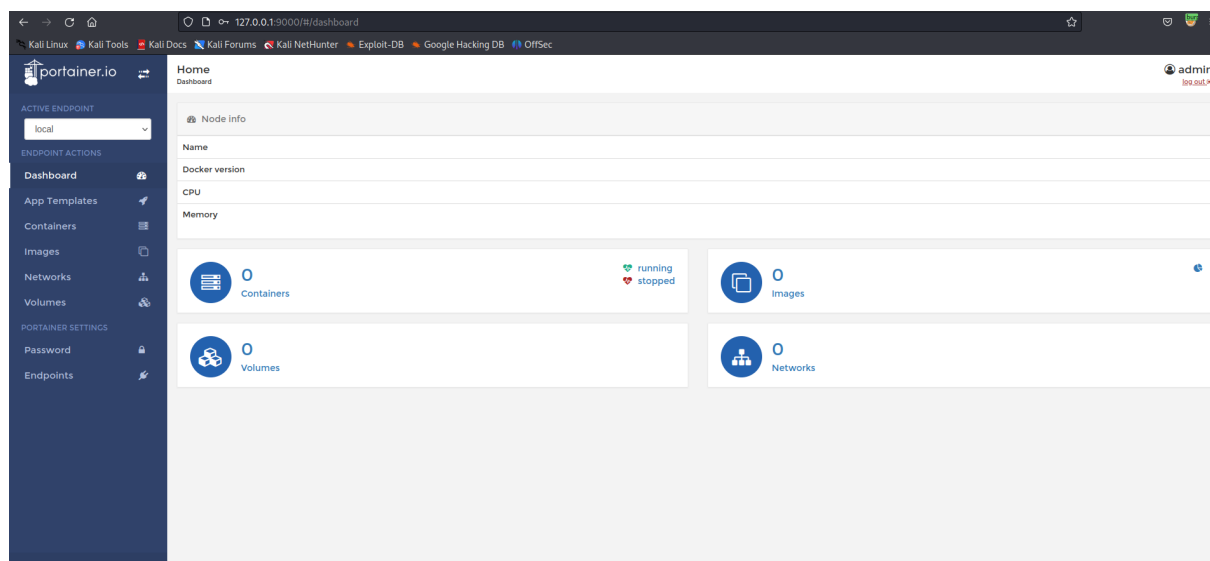 127.0.0.1:9000/#/dashboard
Kali Linux Kali Tools Kali Docs Kali Forums Kali NetHunter Exploit-DB Google Hacking DB OffSec
portainer.io
Home
Dashboard
admin
log out
ACTIVE ENDPOINT
local
ENDPOINT ACTIONS
Dashboard
App Templates
Containers
Images
Networks
Volumes
PORTAINER SETTINGS
Password
Endpoints
Node info
Name
Docker version
CPU
Memory
0
Containers
running
stopped
0
Images
0
Volumes
0
Networks